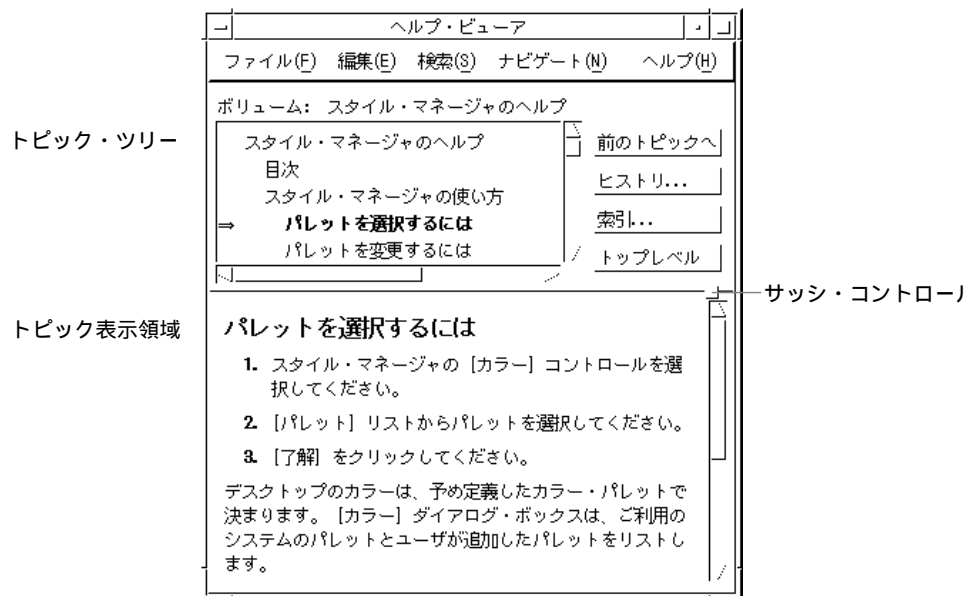 ヘルプ・ビューア
ファイル(F) 編集(E) 検索(S) ナビゲート(N) ヘルプ(H)
ボリューム: スタイル・マネージャのヘルプ
トピック・ツリー
スタイル・マネージャのヘルプ
目次
スタイル・マネージャの使い方
⇒ パレットを選択するには
パレットを変更するには
前のトピックへ
ヒストリ...
索引...
トップレベル
サッシ・コントロール
トピック表示領域
パレットを選択するには
1. スタイル・マネージャの [カラー] コントロールを選
択してください。
2. [パレット] リストからパレットを選択してください。
3. [了解] をクリックしてください。
デスクトップのカラーは、予め定義したカラー・パレットで
決まります。 [カラー] ダイアログ・ボックスは、ご利用の
システムのパレットとユーザが追加したパレットをリストし
ます。